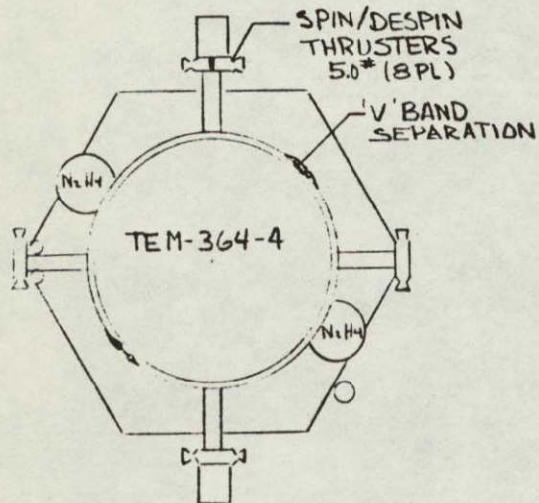 SPIN/DESPIN
THRUSTERS
5.0# (8 PL)
'V' BAND
SEPARATION
N2H4
TEM-364-4
N2H4